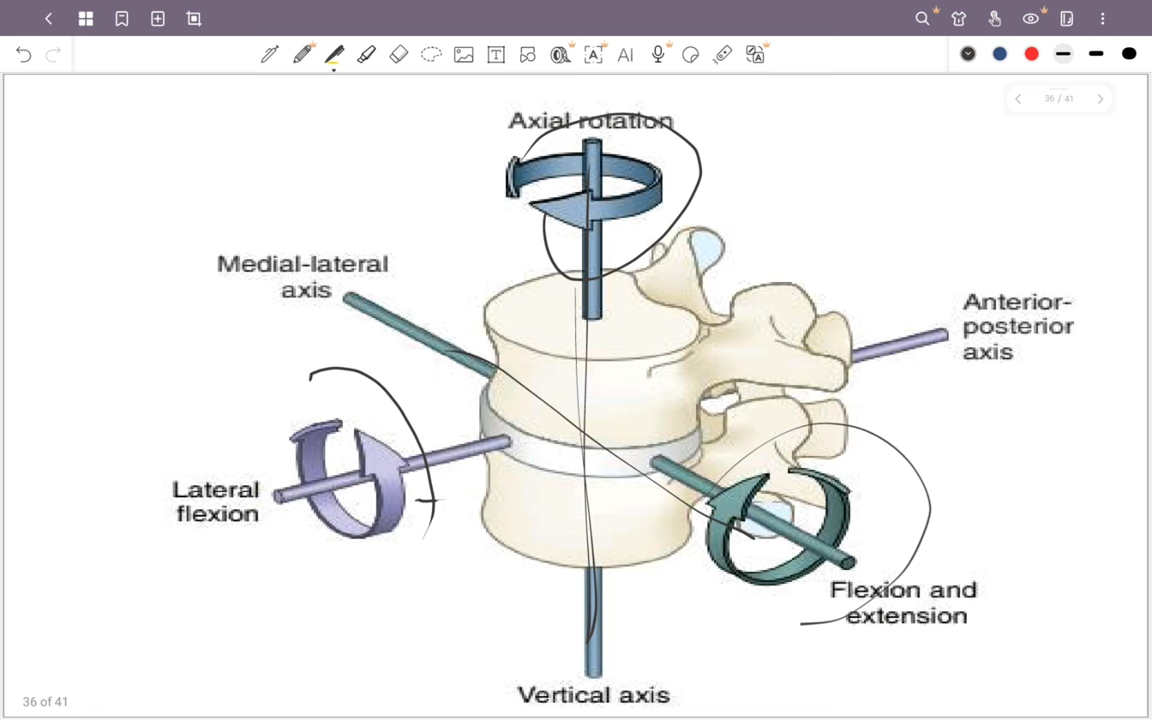 36 / 41
Axial rotation
Medial-lateral
axis
Anterior-
posterior
axis
Lateral
flexion
Flexion and
extension
Vertical axis
36 of 41
T
A
AI
A